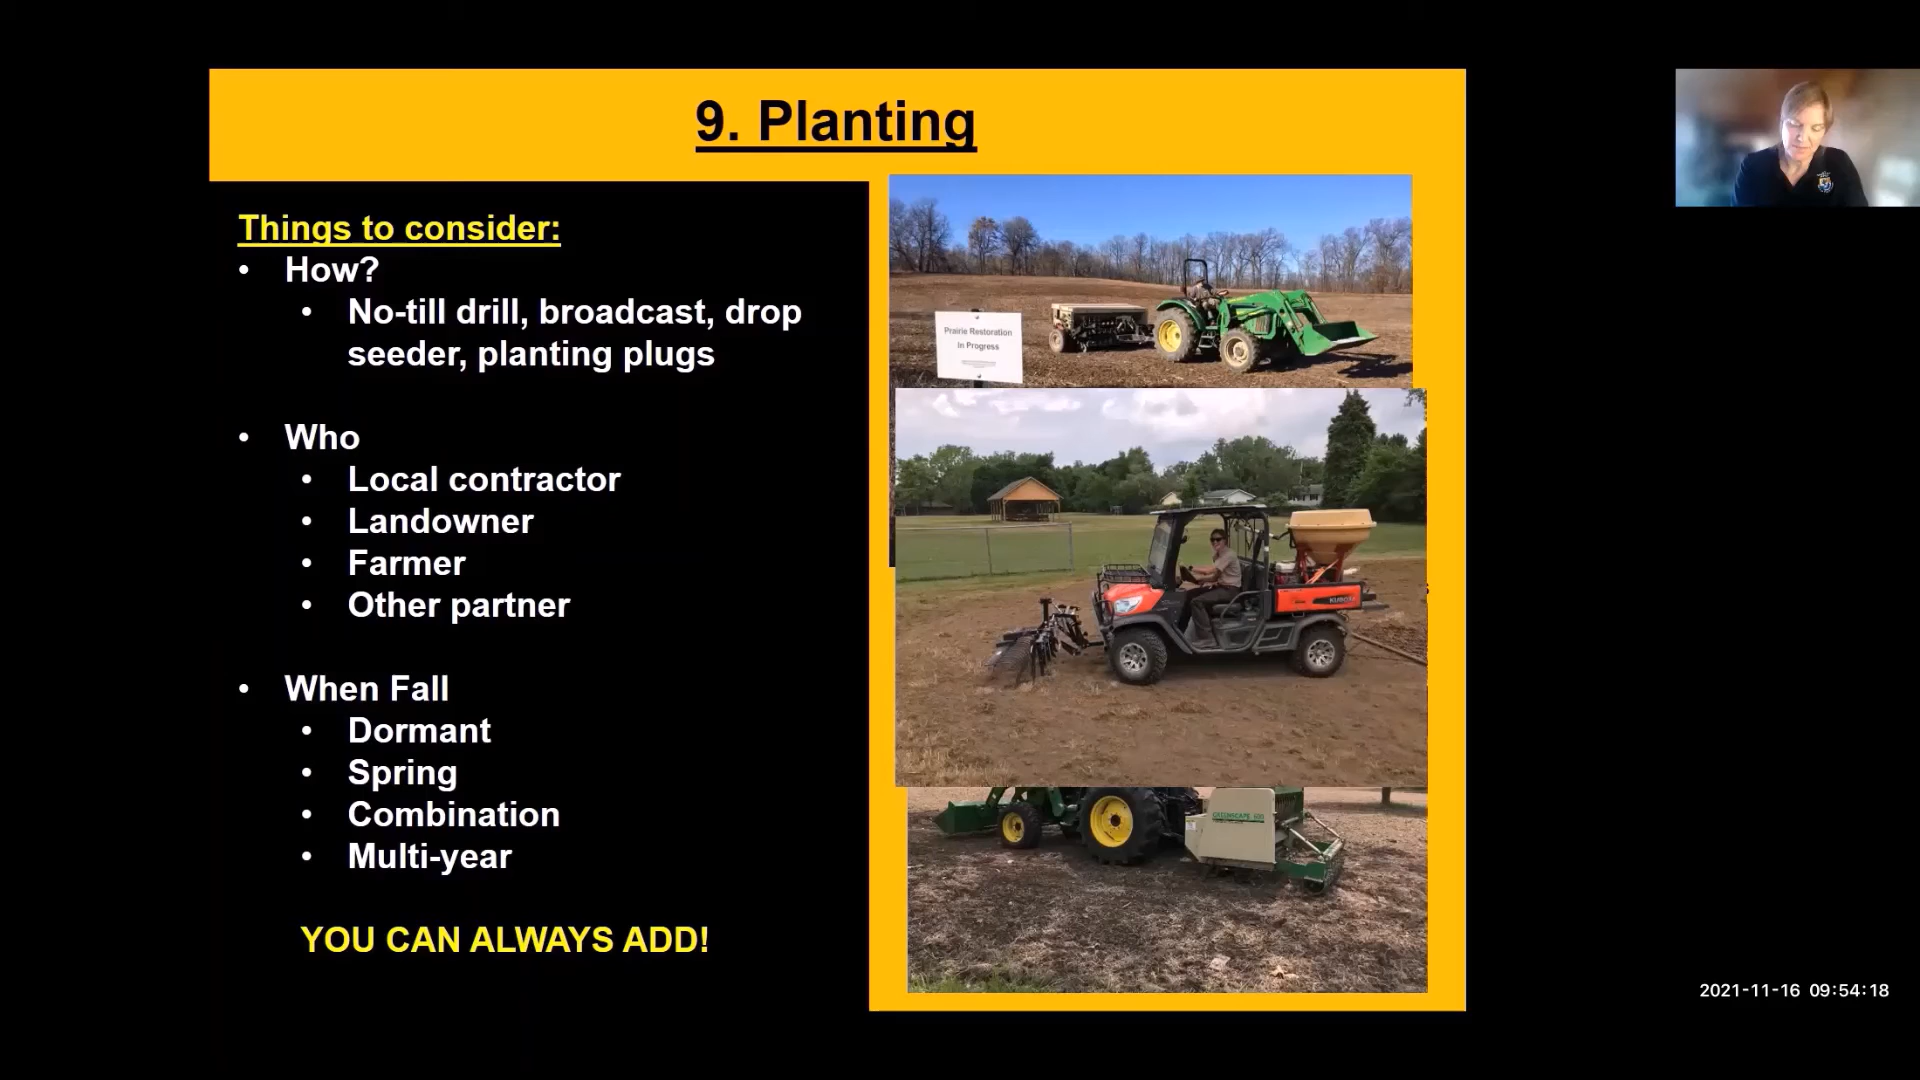 9. Planting
Things to consider:
• How?
• No-till drill, broadcast, drop
seeder, planting plugs
• Who
• Local contractor
• Landowner
• Farmer
• Other partner
• When Fall
• Dormant
• Spring
• Combination
• Multi-year
YOU CAN ALWAYS ADD!
Prairie Restoration
In Progress
KUBOTA
GREENSCAPE
2021-11-16 09:54:18